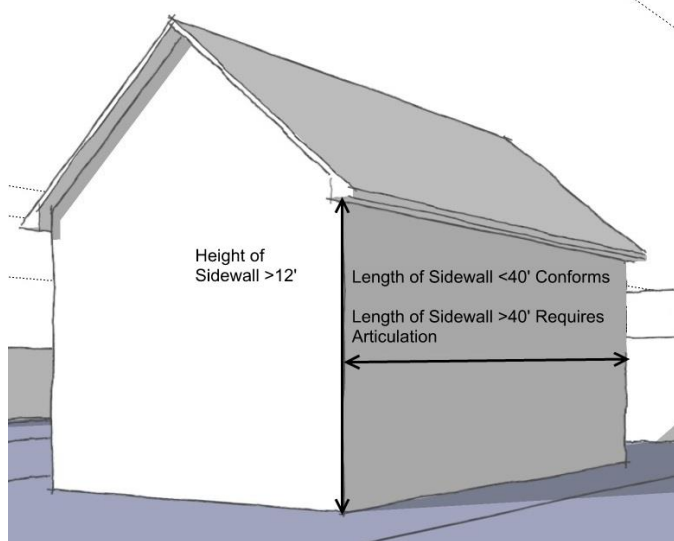 Height of
Sidewall >12'
Length of Sidewall <40' Conforms
Length of Sidewall >40' Requires
Articulation